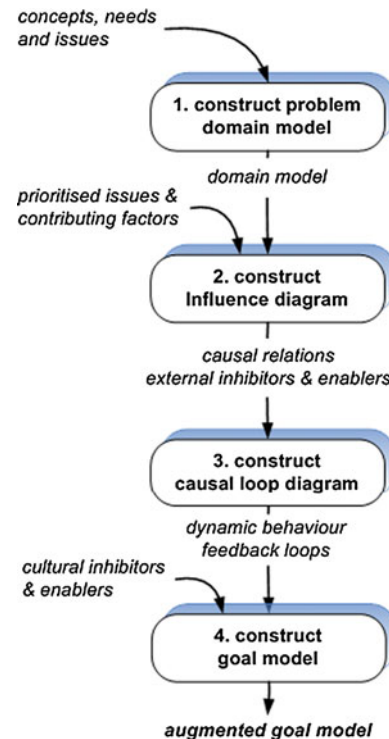 concepts, needs
and issues
1. construct problem
domain model
domain model
prioritised issues &
contributing factors
2. construct
Influence diagram
causal relations
external inhibitors & enablers
3. construct
causal loop diagram
dynamic behaviour
feedback loops
cultural inhibitors
& enablers
4. construct
goal model
augmented goal model